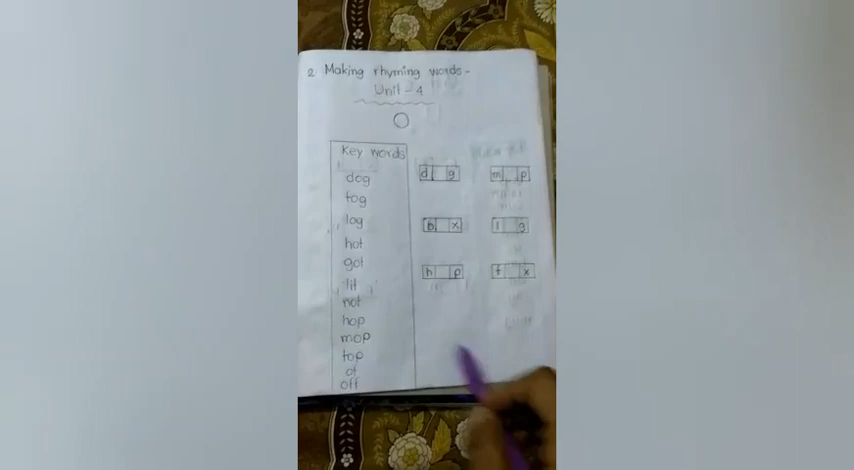 2 Making rhyming words-
Unit-4
O
Key words
dog
fog
log
hot
got
lit
not
hop
mop
top
of
off
d g
m p
b x
l g
h p
f x